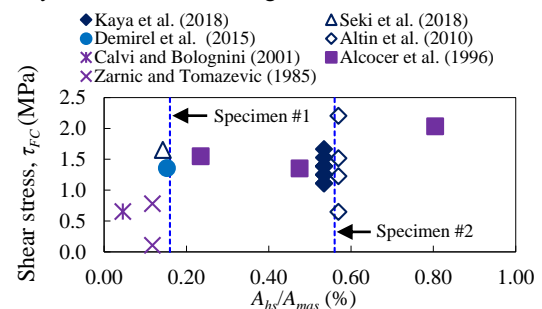 Kaya et al. (2018) Seki et al. (2018)
Demirel et al. (2015) Altin et al. (2010)
Calvi and Bolognini (2001) Alcocer et al. (1996)
Zarnic and Tomazevic (1985)
Shear stress, τFC (MPa)
2.5
2.0
1.5
1.0
0.5
0.0
Specimen #1
Specimen #2
0.00 0.20 0.40 0.60 0.80 1.00
Ahs/Amas (%)